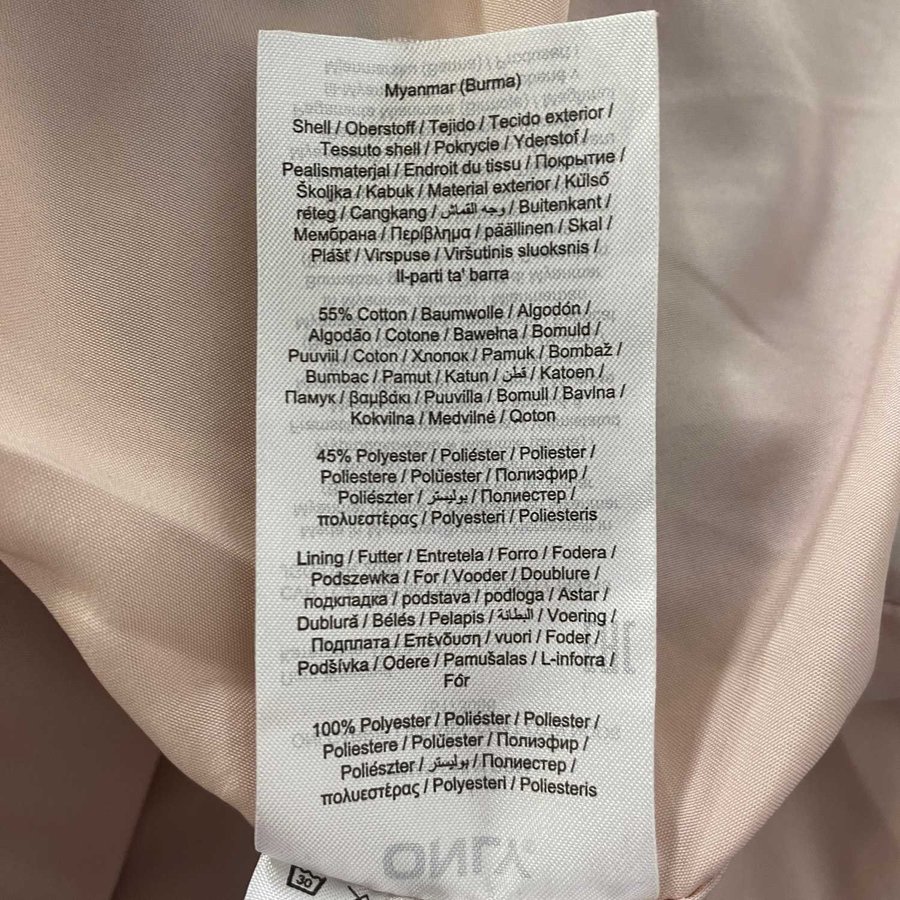 Myanmar (Burma)
Shell / Oberstoff / Tejido / Tecido exterior /
Tessuto shell / Pokrycie / Yderstof /
Pealismaterjal / Endroit du tissu / Покрытие /
Školjka / Kabuk / Material exterior / Külső
réteg / Cangkang / وجه القماش / Buitenkant /
Мембрана / Περίβλημα / päällinen / Skal /
Plášť / Virspuse / Viršutinis sluoksnis /
Il-parti ta' barra
55% Cotton / Baumwolle / Algodón /
Algodão / Cotone / Bawełna / Bomuld /
Puuviil / Coton / Хлопок / Pamuk / Bombaž /
Bumbac / Pamut / Katun / قطن / Katoen /
Памук / βαμβάκι / Puuvilla / Bomull / Bavlna /
Kokvilna / Medvilné / Qoton
45% Polyester / Poliéster / Poliester /
Poliestere / Polüester / Полиэфир /
Poliészter / بوليستر / Полиестер /
πολυεστέρας / Polyesteri / Poliesteris
Lining / Futter / Entretela / Forro / Fodera /
Podszewka / For / Vooder / Doublure /
подкладка / podstava / podloga / Astar /
Dublură / Bélés / Pelapis / البطانة / Voering /
Подплата / Επένδυση / vuori / Foder /
Podšívka / Odere / Pamušalas / L-inforra /
Fór
100% Polyester / Poliéster / Poliester /
Poliestere / Polüester / Полиэфир /
Poliészter / بوليستر / Полиестер /
πολυεστέρας / Polyesteri / Poliesteris
ONLY
30